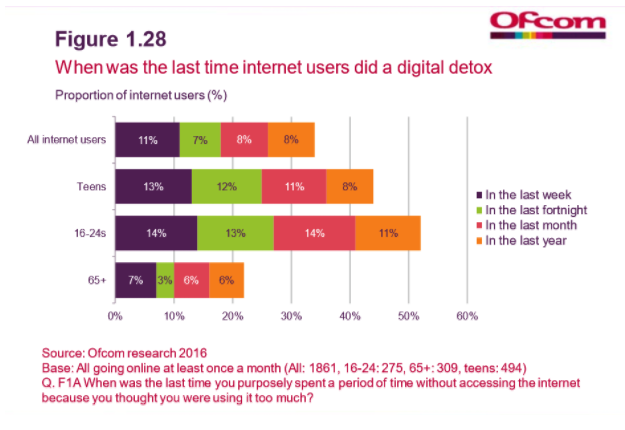 Ofcom
Figure 1.28
When was the last time internet users did a digital detox
Proportion of internet users (%)
All internet users 11% 7% 8% 8%
Teens 13% 12% 11% 8%
16-24s 14% 13% 14% 11%
65+ 7% 3% 6% 6%
In the last week
In the last fortnight
In the last month
In the last year
0% 10% 20% 30% 40% 50% 60%
Source: Ofcom research 2016
Base: All going online at least once a month (All: 1861, 16-24: 275, 65+: 309, teens: 494)
Q. F1A When was the last time you purposely spent a period of time without accessing the internet
because you thought you were using it too much?